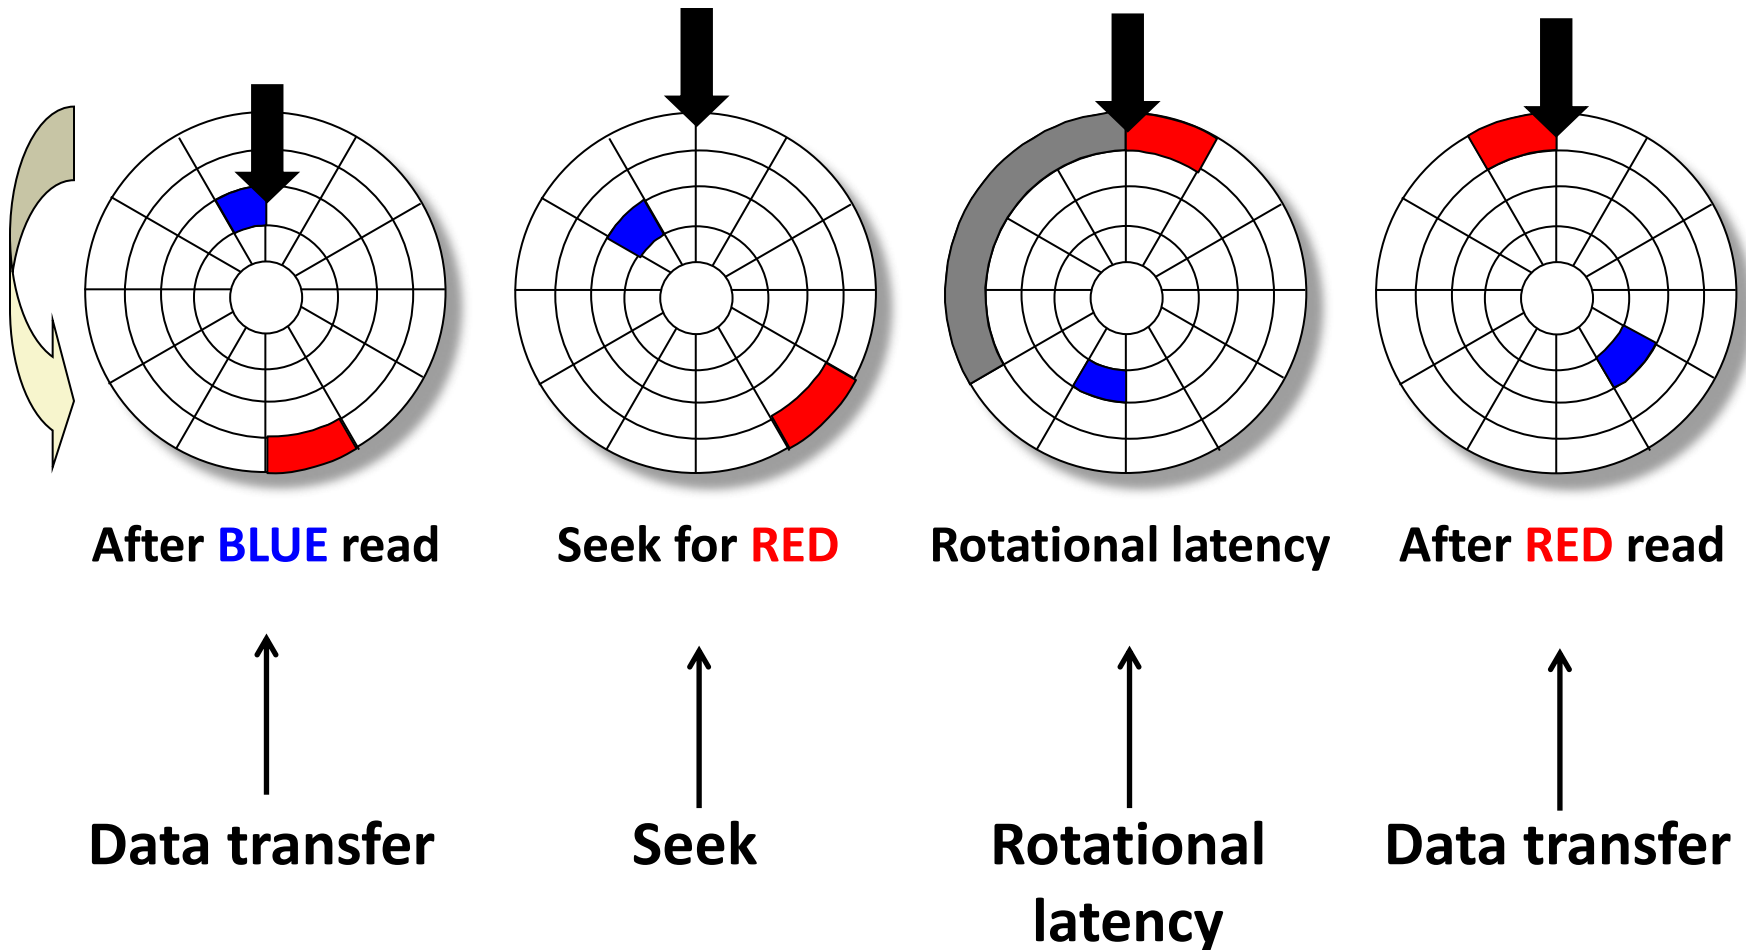 After BLUE read
Seek for RED
Rotational latency
After RED read
Data transfer
Seek
Rotational
latency
Data transfer